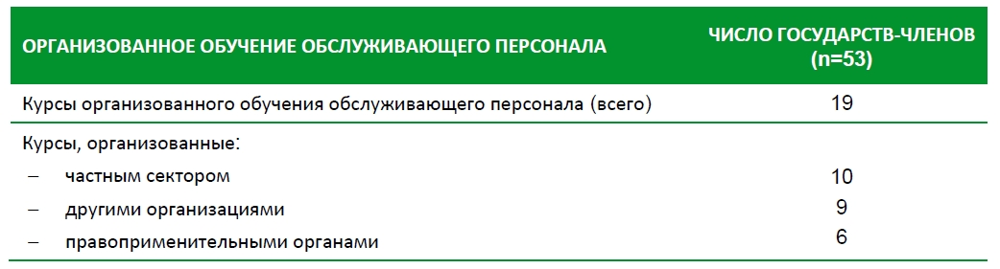 ОРГАНИЗОВАННОЕ ОБУЧЕНИЕ ОБСЛУЖИВАЮЩЕГО ПЕРСОНАЛА ЧИСЛО ГОСУДАРСТВ-ЧЛЕНОВ
(n=53)
Курсы организованного обучения обслуживающего персонала (всего) 19
Курсы, организованные:
– частным сектором 10
– другими организациями 9
– правоприменительными органами 6